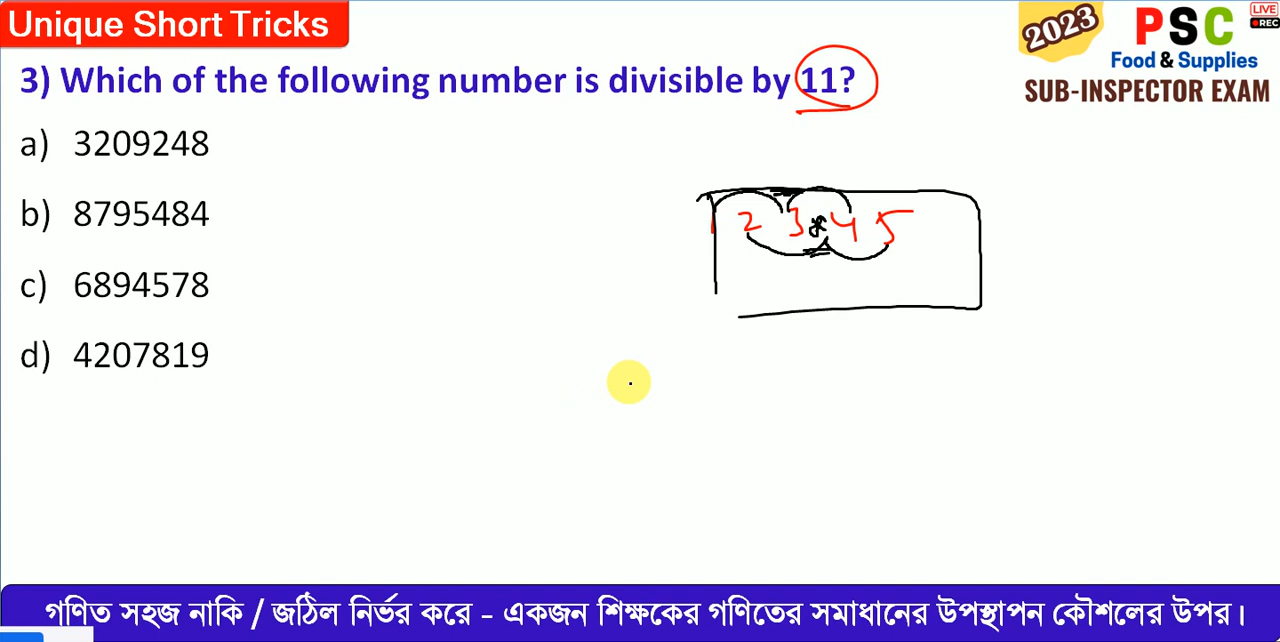 Unique Short Tricks
2023 PSC
LIVE
REC
Food & Supplies
SUB-INSPECTOR EXAM
3) Which of the following number is divisible by 11?
a) 3209248
b) 8795484
c) 6894578
d) 4207819
1 2 3 * 4 5
গণিত সহজ নাকি / জঠিল নির্ভর করে - একজন শিক্ষকের গণিতের সমাধানের উপস্থাপন কৌশলের উপর।